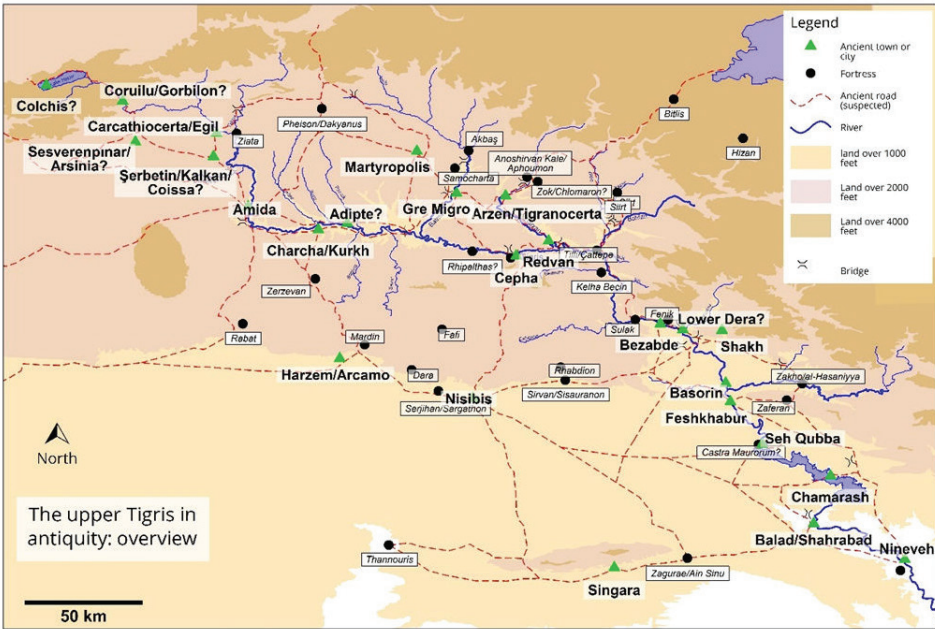 Legend
Ancient town or
city
Fortress
Ancient road
(suspected)
River
land over 1000
feet
Land over 2000
feet
Land over 4000
feet
Bridge
Colchis?
Coruilu/Gorbilon?
Carcathiocerta/Egil
Ziata
Sesverenpınar/
Arsinia?
Şerbetin/Kalkan/
Coissa?
Pheison/Dakyanus
Bitlis
Hizan
Akbaş
Martyropolis
Samocharta
Anoshirvan Kale/
Aphoumon
Zok/Chlomaron?
Siirt
Amida
Adipte?
Gre Migro
Arzen/Tigranocerta
Charcha/Kurkh
Rhipalthas?
Redvan
Cepha
Till/Çattepe
Kelha Beçin
Zerzevan
Rabat
Mardin
Fafi
Sulak
Fenik
Lower Dera?
Bezabde
Shakh
Harzem/Arcamo
Dara
Rhabdion
Sirvan/Sisauranon
Serjihan/Sargathon
Nisibis
Basorin
Zakho/al-Hasaniyya
Feshkhabur
Zaferan
Seh Qubba
Castra Maurorum?
Chamarash
Balad/Shahrabad
Nineveh
Thannouris
Singara
Zagurae/Ain Sinu
North
The upper Tigris in
antiquity: overview
50 km